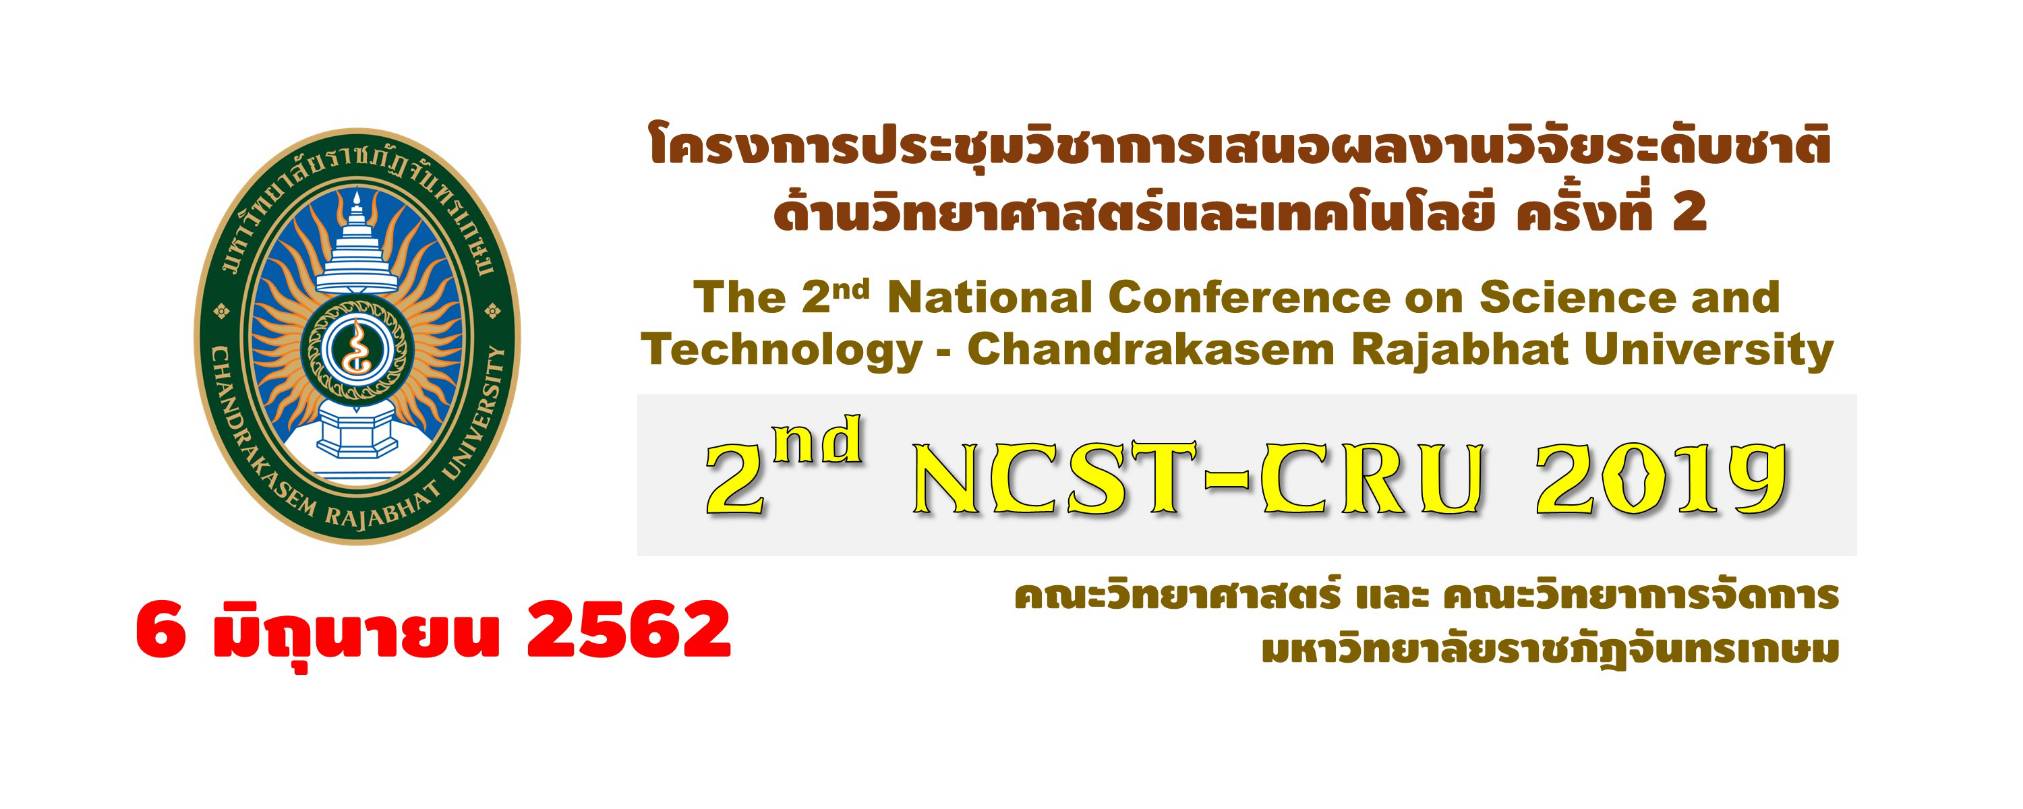 มหาวิทยาลัยราชภัฏจันทรเกษม
CHANDRAKASEM RAJABHAT UNIVERSITY
โครงการประชุมวิชาการเสนอผลงานวิจัยระดับชาติ
ด้านวิทยาศาสตร์และเทคโนโลยี ครั้งที่ 2
The 2nd National Conference on Science and
Technology - Chandrakasem Rajabhat University
2nd NCST-CRU 2019
6 มิถุนายน 2562
คณะวิทยาศาสตร์ และ คณะวิทยาการจัดการ
มหาวิทยาลัยราชภัฏจันทรเกษม